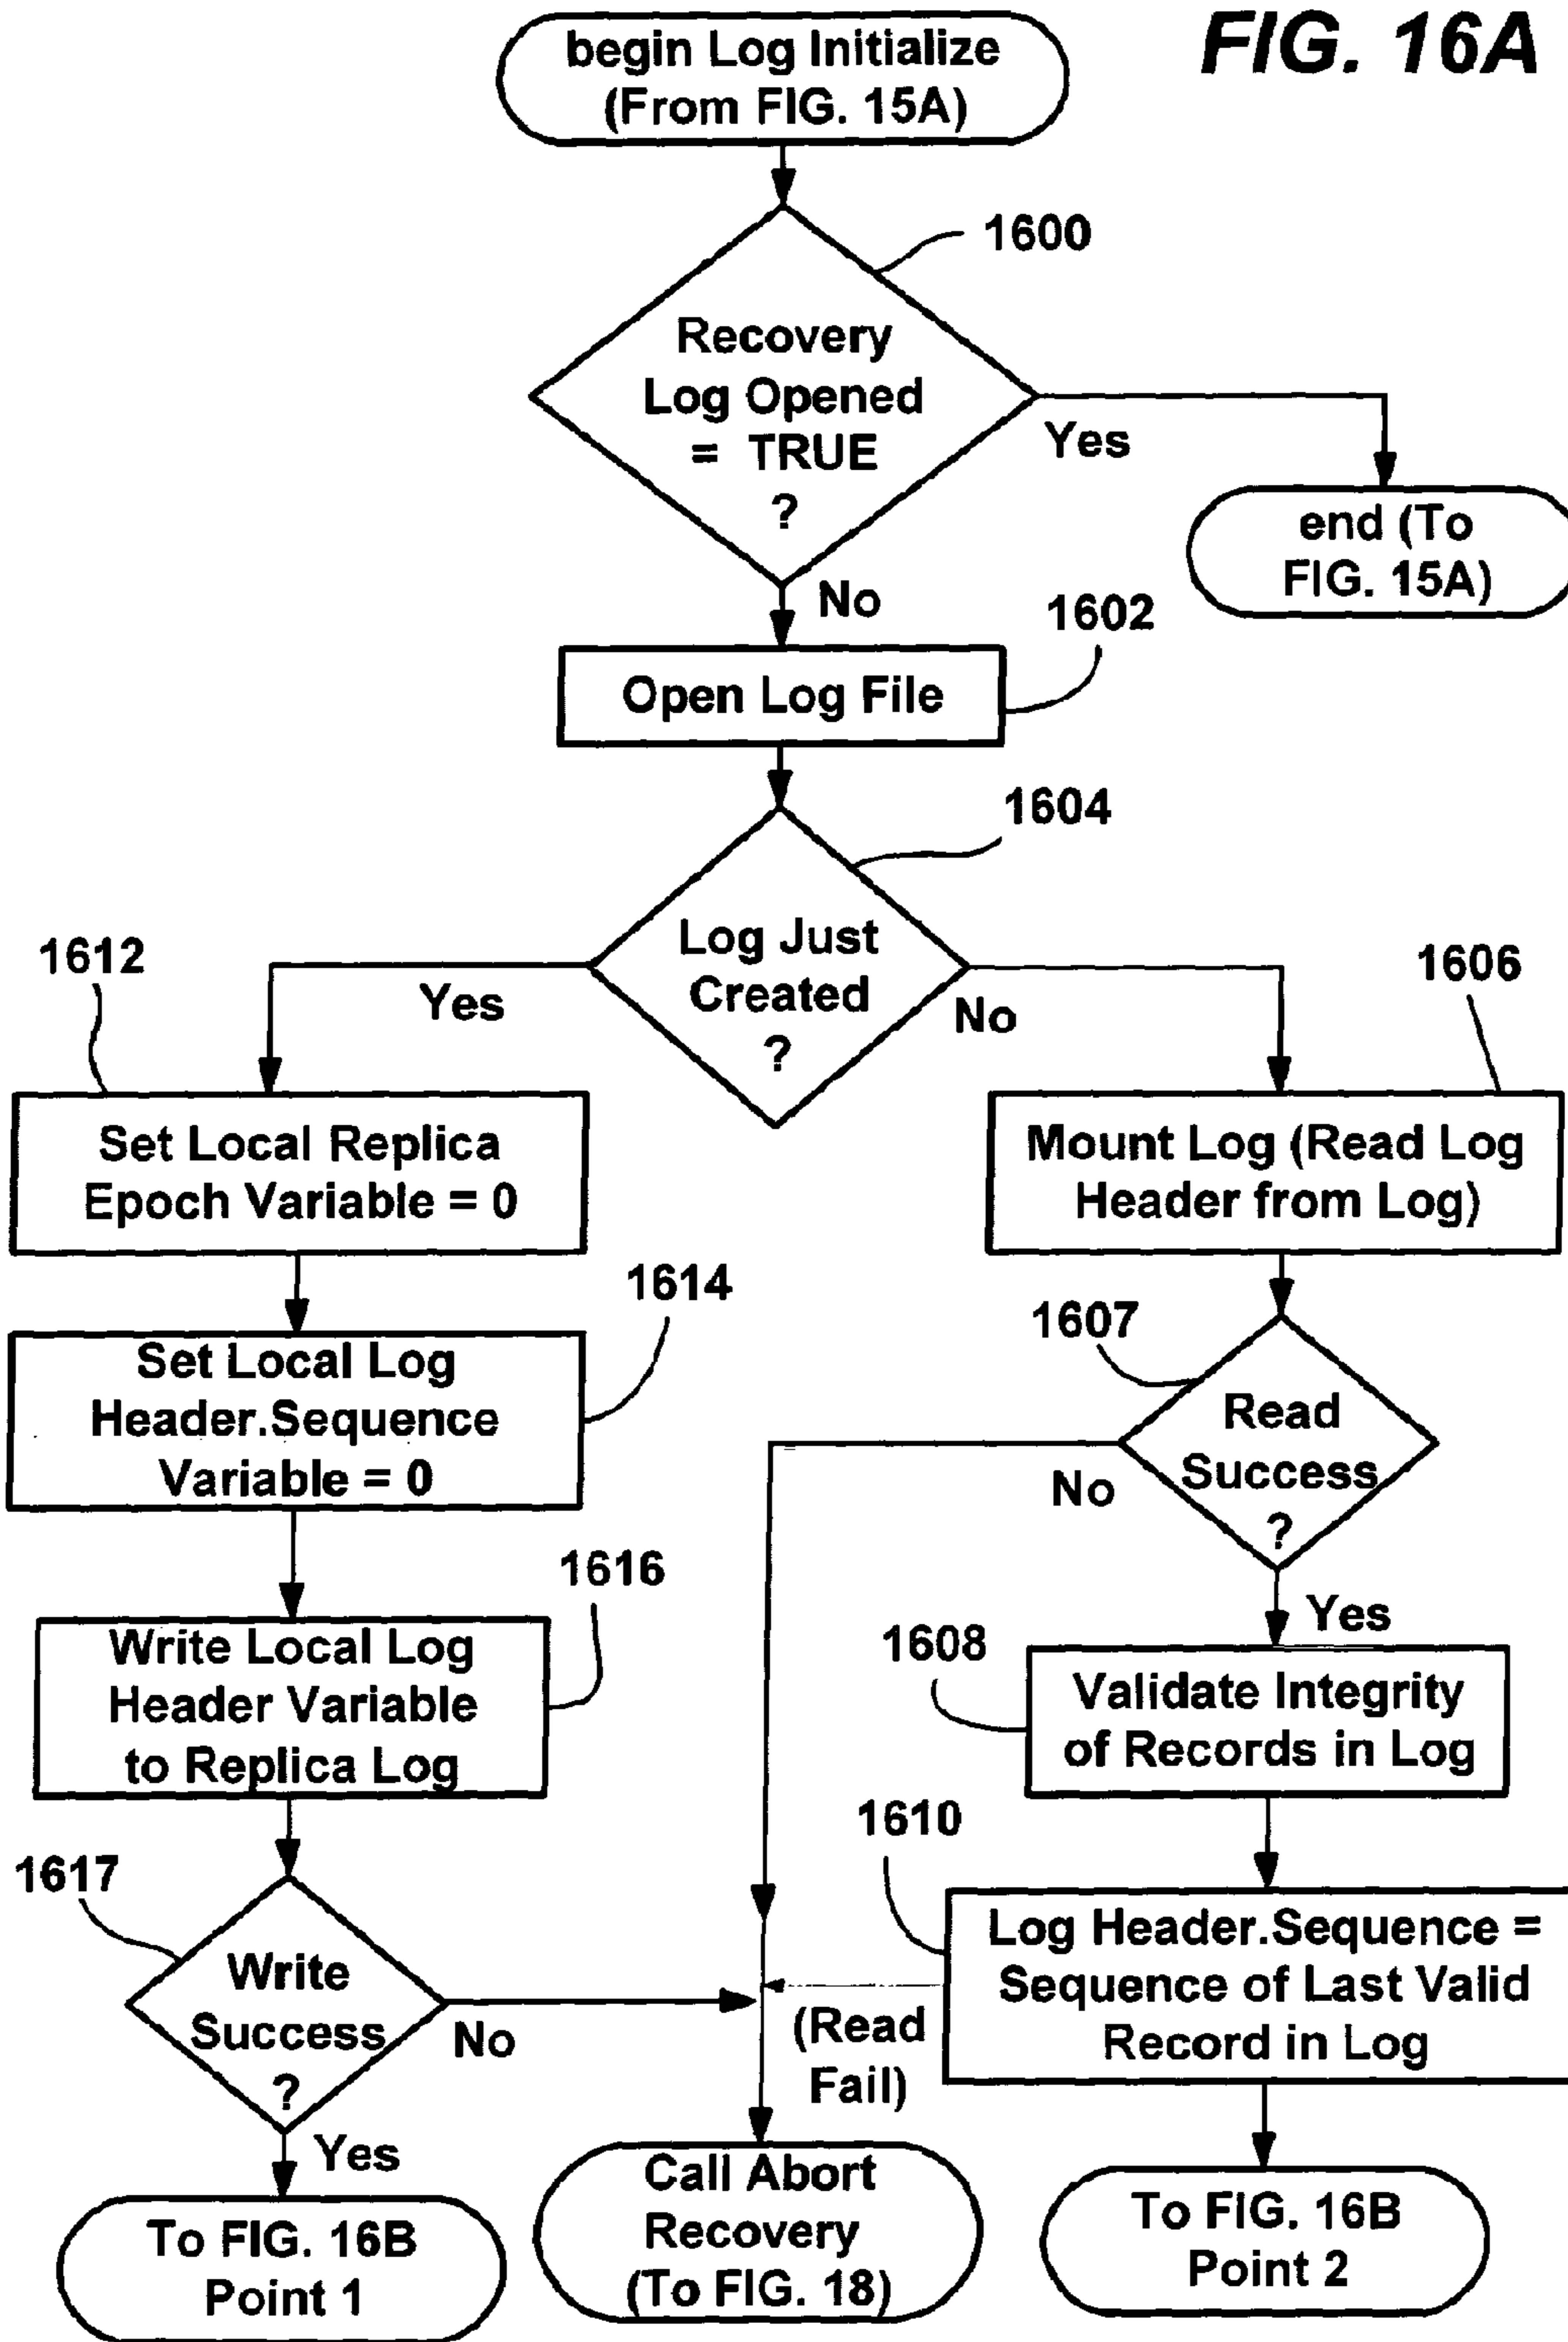 FIG. 16A
begin Log Initialize
(From FIG. 15A)
1600
Recovery
Log Opened
= TRUE
?
Yes
end (To
FIG. 15A)
No
1602
Open Log File
1604
Log Just
Created
?
Yes
No
1612
1606
Set Local Replica
Epoch Variable = 0
Mount Log (Read Log
Header from Log)
1614
1607
Set Local Log
Header.Sequence
Variable = 0
Read
Success
?
No
Yes
1616
1608
Write Local Log
Header Variable
to Replica Log
Validate Integrity
of Records in Log
1610
1617
Write
Success
?
No
Yes
Log Header.Sequence =
Sequence of Last Valid
Record in Log
(Read
Fail)
To FIG. 16B
Point 1
Call Abort
Recovery
(To FIG. 18)
To FIG. 16B
Point 2